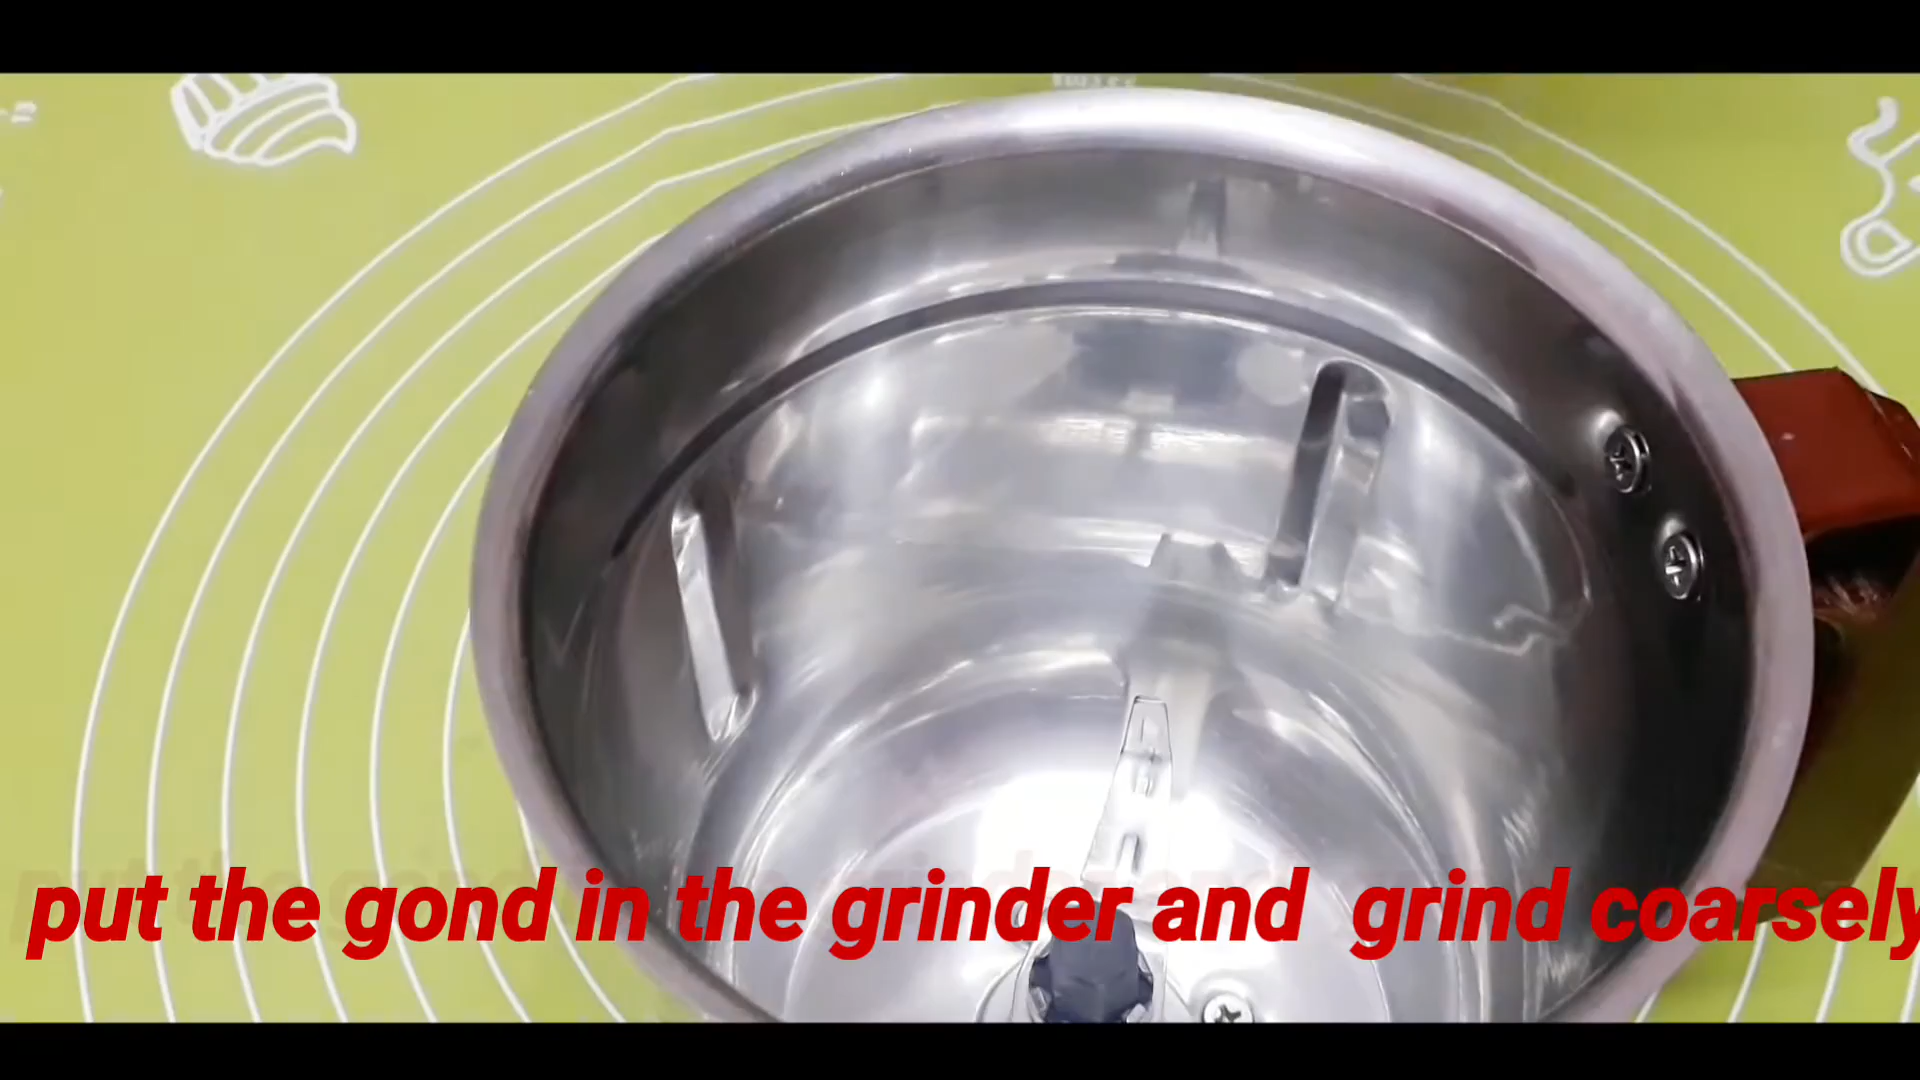 put the gond in the grinder and grind coarsely